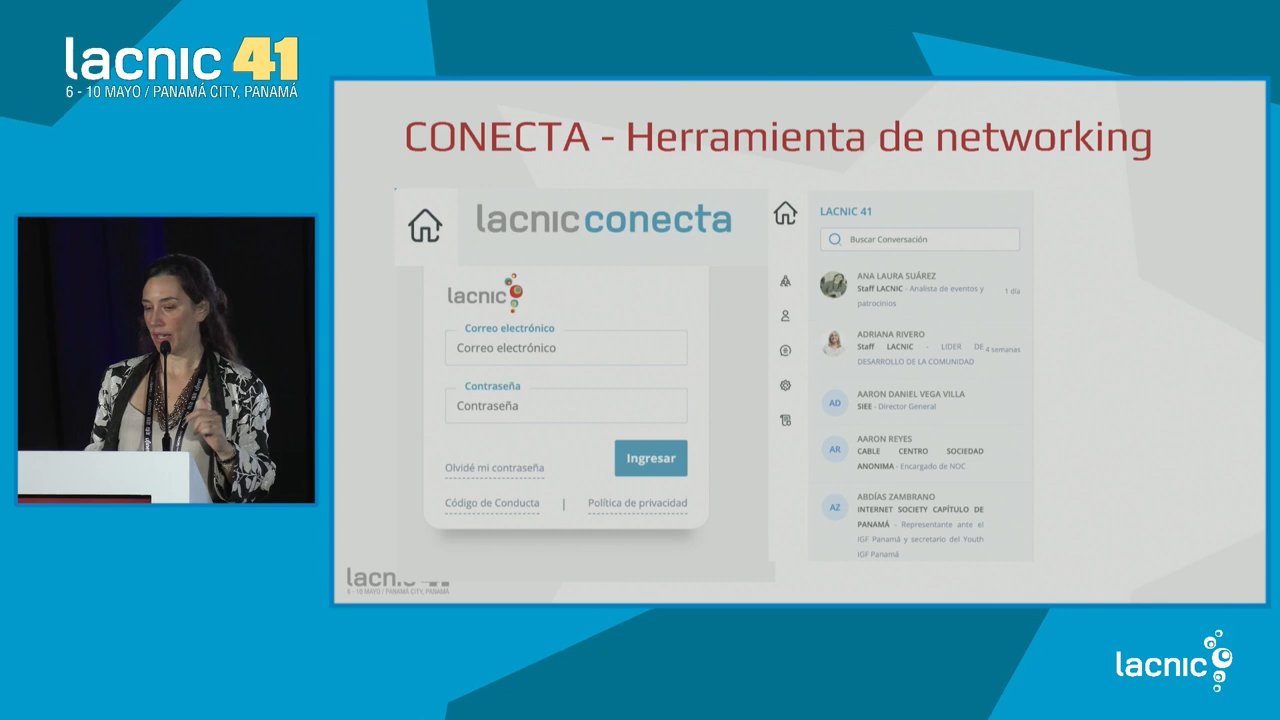 lacnic 41
6 - 10 MAYO / PANAMÁ CITY, PANAMÁ
CONECTA - Herramienta de networking
lacnic conecta
lacnic
Correo electrónico
Correo electrónico
Contraseña
Contraseña
Ingresar
Olvidé mi contraseña
Código de Conducta | Política de privacidad
LACNIC 41
Buscar Conversación
ANA LAURA SUÁREZ
Staff LACNIC - Analista de eventos y
patrocinios
1 día
ADRIANA RIVERO
Staff LACNIC - LIDER DE
DESARROLLO DE LA COMUNIDAD
4 semanas
AD
AARON DANIEL VEGA VILLA
SIEE - Director General
AR
AARON REYES
CABLE CENTRO SOCIEDAD
ANONIMA - Encargado de NOC
AZ
ABDÍAS ZAMBRANO
INTERNET SOCIETY CAPÍTULO DE
PANAMÁ - Representante ante el
IGF Panamá y secretario del Youth
IGF Panamá
6 - 10 MAYO / PANAMÁ CITY, PANAMÁ
lacnic